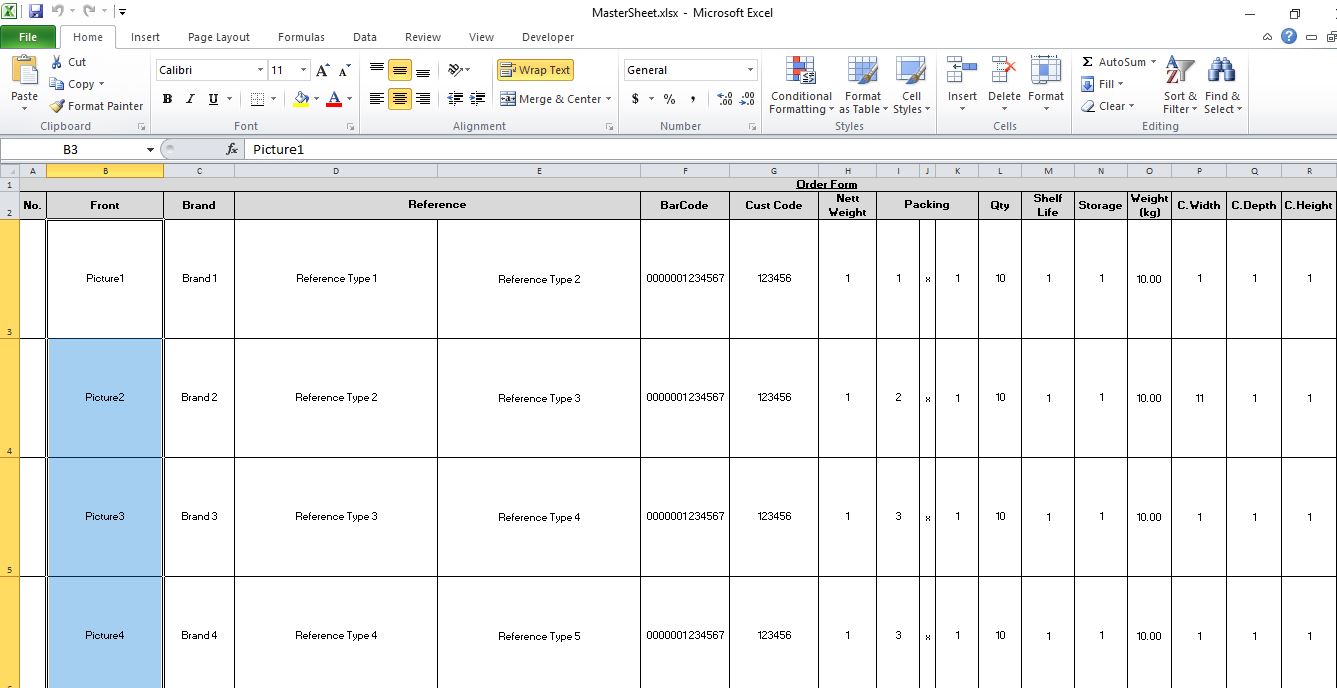 MasterSheet.xlsx - Microsoft Excel
File Home Insert Page Layout Formulas Data Review View Developer
Paste Cut Copy Format Painter Clipboard
Calibri 11 A A B I U A Font
Wrap Text Merge & Center Alignment
General $ % , .00 .00 Number
Conditional Formatting Format as Table Cell Styles Styles
Insert Delete Format Cells
Σ AutoSum Fill Clear Sort & Filter Find & Select Editing
B3 fx Picture1
A B C D E F G H I J K L M N O P Q R
1 Order Form
2 No. Front Brand Reference BarCode Cust Code Nett Weight Packing Qty Shelf Life Storage Weight (kg) C.Width C.Depth C.Height
3 Picture1 Brand 1 Reference Type 1 Reference Type 2 0000001234567 123456 1 1 x 1 10 1 1 10.00 1 1 1
4 Picture2 Brand 2 Reference Type 2 Reference Type 3 0000001234567 123456 1 2 x 1 10 1 1 10.00 11 1 1
5 Picture3 Brand 3 Reference Type 3 Reference Type 4 0000001234567 123456 1 3 x 1 10 1 1 10.00 1 1 1
Picture4 Brand 4 Reference Type 4 Reference Type 5 0000001234567 123456 1 3 x 1 10 1 1 10.00 1 1 1